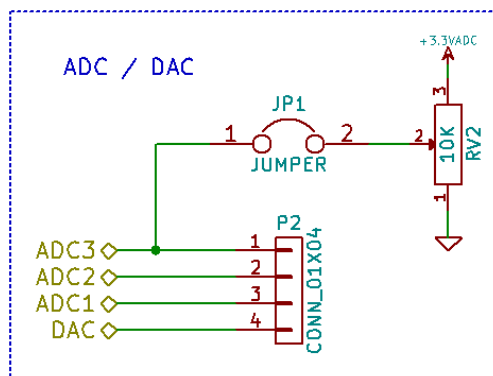 +3.3VADC
ADC / DAC
JP1
1 2
JUMPER
3
2
10K
RV2
1
P2
ADC3 1
ADC2 2
ADC1 3
DAC 4
CONN_01X04